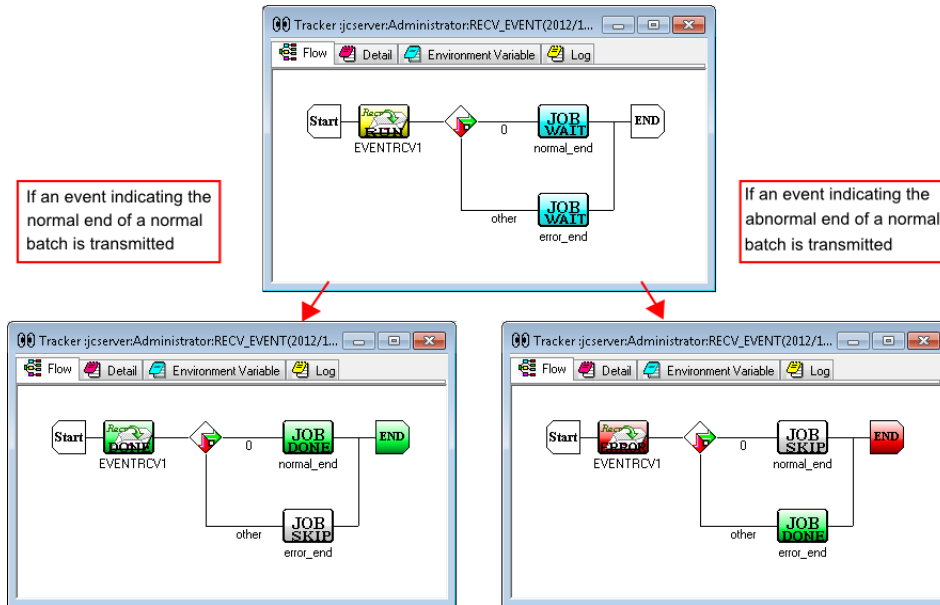 Tracker :jcserver:Administrator:RECV_EVENT(2012/1...
Flow Detail Environment Variable Log
Start
Recv
RUN
EVENTRCV1
0
JOB
WAIT
normal_end
END
other
JOB
WAIT
error_end
If an event indicating the
normal end of a normal
batch is transmitted
If an event indicating the
abnormal end of a normal
batch is transmitted
Tracker :jcserver:Administrator:RECV_EVENT(2012/1...
Flow Detail Environment Variable Log
Start
Recv
DONE
EVENTRCV1
0
JOB
DONE
normal_end
END
other
JOB
SKIP
error_end
Tracker :jcserver:Administrator:RECV_EVENT(2012/1...
Flow Detail Environment Variable Log
Start
Recv
ERROR
EVENTRCV1
0
JOB
SKIP
normal_end
END
other
JOB
DONE
error_end